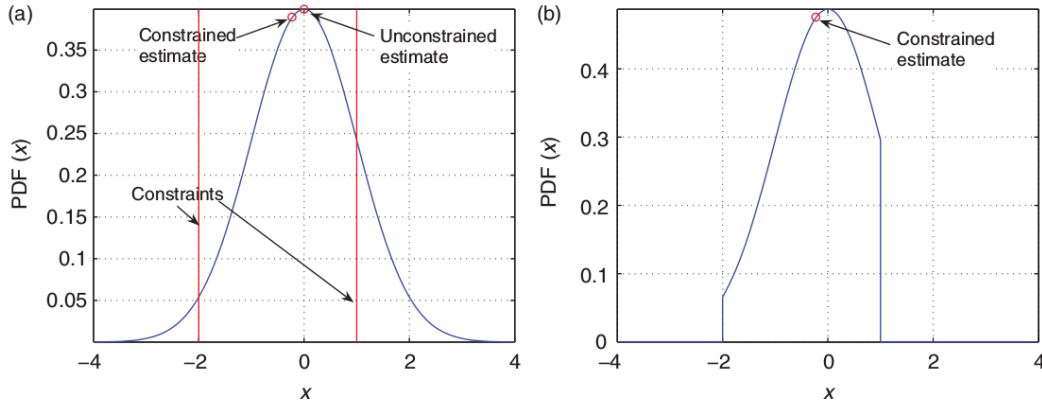 (a)
Constrained
estimate
Unconstrained
estimate
Constraints
PDF (x)
0.35
0.3
0.25
0.2
0.15
0.1
0.05
−4
−2
0
2
4
x
(b)
Constrained
estimate
PDF (x)
0.4
0.3
0.2
0.1
0
−4
−2
0
2
4
x